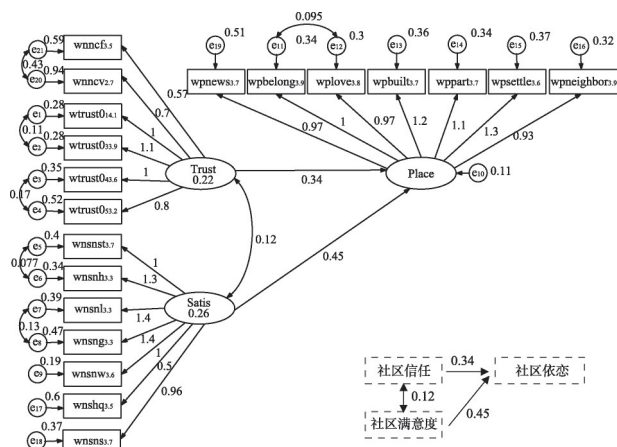 0.095
0.59 0.51 0.34 0.3 0.36 0.34 0.37 0.32
e21 wnncf3.5 e19 e11 e12 e13 e14 e15 e16
0.43
0.94
e20 wnncv2.7 wpnews3.7 wpbelong3.9 wplove3.8 wpbuilt3.7 wppart3.7 wpsettle3.6 wpneighbor3.9
0.57
0.28 0.7 0.97 1 0.97 1.2 1.1 1.3 0.93
e1 wtrust014.1
0.11 1
0.28 1.1
e2 wtrust033.9
0.35 1 Trust 0.34 Place 0.11
e3 wtrust043.6 0.22 e10
0.17 0.8
0.52
e4 wtrust053.2
0.12
0.4
e5 wnsnst3.7 0.45
0.077 1
0.34
e6 wnsnh3.3 1.3
0.39 Satis
e7 wnsnl3.3 0.26
0.13 1.4
0.47
e8 wnsng3.5 1.4
0.19 1
e9 wnsnw3.6 0.5
0.6 0.96
e17 wnshq3.5
0.37
e18 wnsns3.7
社区信任 0.34 社区依恋
0.12
社区满意度 0.45